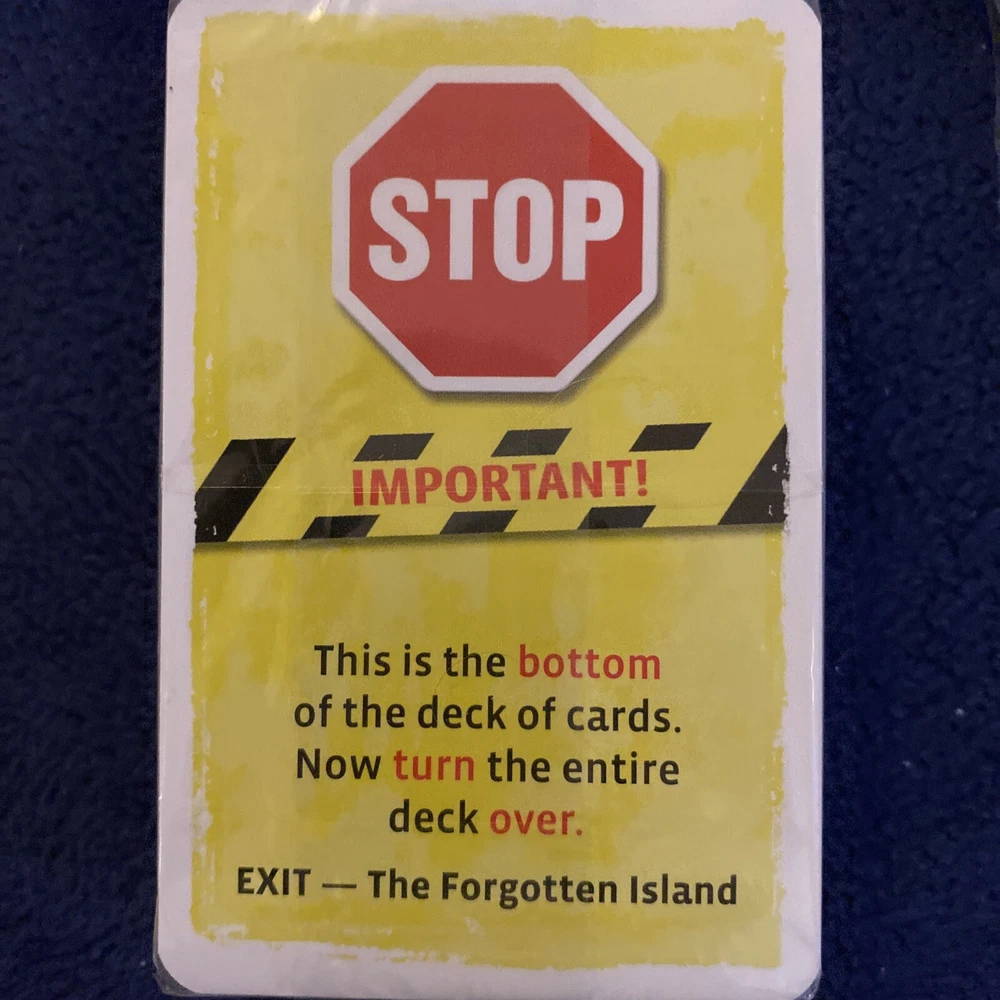 STOP
IMPORTANT!
This is the bottom
of the deck of cards.
Now turn the entire
deck over.
EXIT — The Forgotten Island